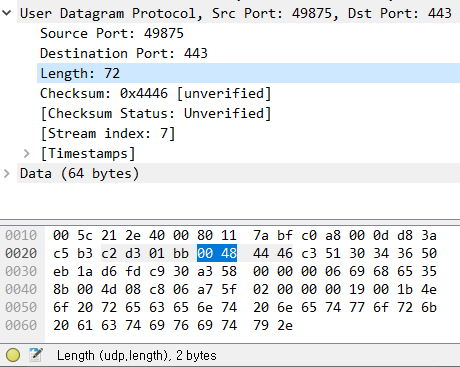 User Datagram Protocol, Src Port: 49875, Dst Port: 443
Source Port: 49875
Destination Port: 443
Length: 72
Checksum: 0x4446 [unverified]
[Checksum Status: Unverified]
[Stream index: 7]
[Timestamps]
Data (64 bytes)
0010 00 5c 21 2e 40 00 80 11 7a bf c0 a8 00 0d d8 3a
0020 c5 b3 c2 d3 01 bb 00 48 44 46 c3 51 30 34 36 50
0030 eb 1a d6 fd c9 30 a3 58 00 00 00 06 69 68 65 35
0040 8b 00 4d 08 c8 06 a7 5f 02 00 00 00 19 00 1b 4e
0050 6f 20 72 65 63 65 6e 74 20 6e 65 74 77 6f 72 6b
0060 20 61 63 74 69 76 69 74 79 2e
Length (udp,length), 2 bytes